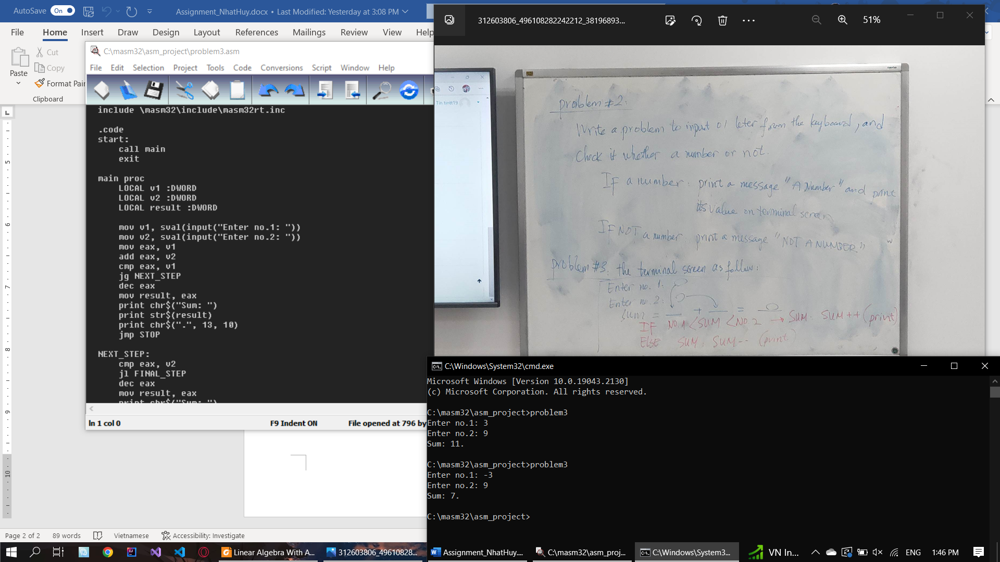 AutoSave On Assignment_NhatHuy.docx • Last Modified: Yesterday at 3:08 PM
File Home Insert Draw Design Layout References Mailings Review View Help
Paste
Cut
Copy
Format Pain
Clipboard
C:\masm32\asm_project\problem3.asm
File Edit Selection Project Tools Code Conversions Script Window Help
include \masm32\include\masm32rt.inc
.code
start:
call main
exit
main proc
LOCAL v1 :DWORD
LOCAL v2 :DWORD
LOCAL result :DWORD
mov v1, sval(input("Enter no.1: "))
mov v2, sval(input("Enter no.2: "))
mov eax, v1
add eax, v2
cmp eax, v1
jg NEXT_STEP
dec eax
mov result, eax
print chr$("Sum: ")
print str$(result)
print chr$(".", 13, 10)
jmp STOP
NEXT_STEP:
cmp eax, v2
jl FINAL_STEP
dec eax
mov result, eax
print chr$("Sum: ")
ln 1 col 0 F9 Indent ON File opened at 796 by
5
6
7
8
9
10
312603806_496108282242212_38196893... 51%
Tin tintt19
problem #2:
Write a problem to input 01 leter from the keyboard, and
check it whether a number or not.
IF a number: print a message "A Number" and print
its value on terminal screen
IF NOT a number: print a message "NOT A NUMBER"
problem #3: the terminal screen as follow:
Enter no. 1:
Enter no. 2:
sum = __ + __ = __
IF NO.1 < SUM < NO.2 → SUM: SUM++ (print)
ELSE SUM: SUM-- (print)
C:\Windows\System32\cmd.exe
Microsoft Windows [Version 10.0.19043.2130]
(c) Microsoft Corporation. All rights reserved.
C:\masm32\asm_project>problem3
Enter no.1: 3
Enter no.2: 9
Sum: 11.
C:\masm32\asm_project>problem3
Enter no.1: -3
Enter no.2: 9
Sum: 7.
C:\masm32\asm_project>
Page 2 of 2 89 words Vietnamese Accessibility: Investigate
Linear Algebra With A... 312603806_49610828... Assignment_NhatHuy.... C:\masm32\asm_proj... C:\Windows\System3... VN In... ENG 1:46 PM